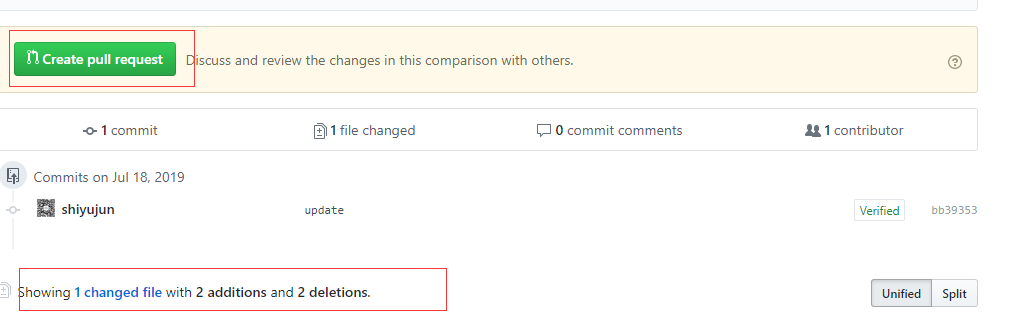 Create pull request Discuss and review the changes in this comparison with others.
1 commit 1 file changed 0 commit comments 1 contributor
Commits on Jul 18, 2019
shiyujun update Verified bb39353
Showing 1 changed file with 2 additions and 2 deletions. Unified Split